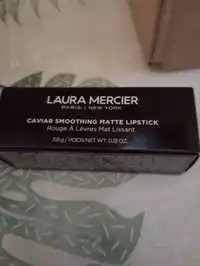 LAURA MERCIER
PARIS | NEW YORK
CAVIAR SMOOTHING MATTE LIPSTICK
Rouge À Lèvres Mat Lissant
3.8 g / POIDS NET WT. 0.13 OZ.